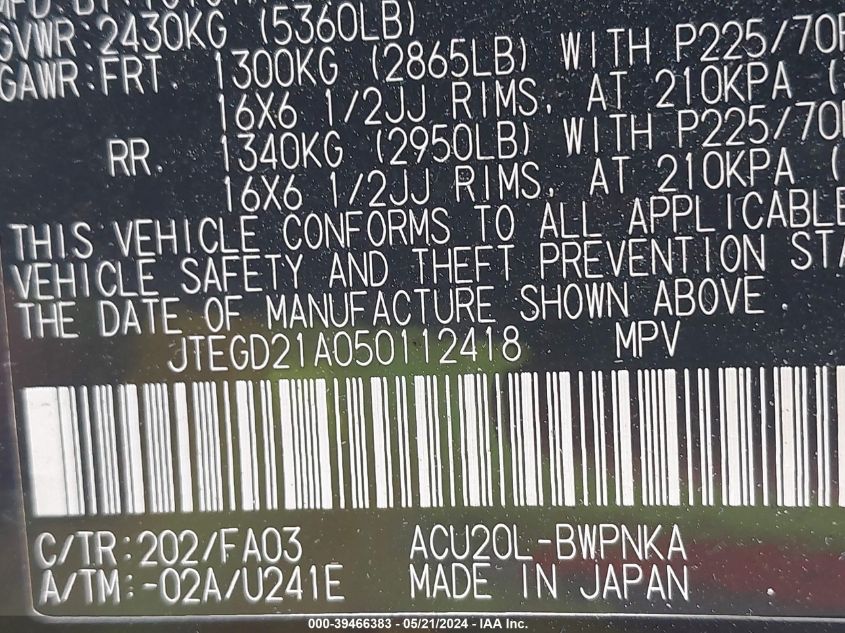 GVWR:2430KG (5360LB)
GAWR:FRT. 1300KG (2865LB) WITH P225/70R
16X6 1/2JJ RIMS, AT 210KPA (
RR. 1340KG (2950LB) WITH P225/70R
16X6 1/2JJ RIMS, AT 210KPA (
THIS VEHICLE CONFORMS TO ALL APPLICABLE
VEHICLE SAFETY AND THEFT PREVENTION STA
THE DATE OF MANUFACTURE SHOWN ABOVE.
JTEGD21A050112418 MPV
C/TR:202/FA03 ACU20L-BWPNKA
A/TM:-02A/U241E MADE IN JAPAN
000-39466383 - 05/21/2024 - IAA Inc.